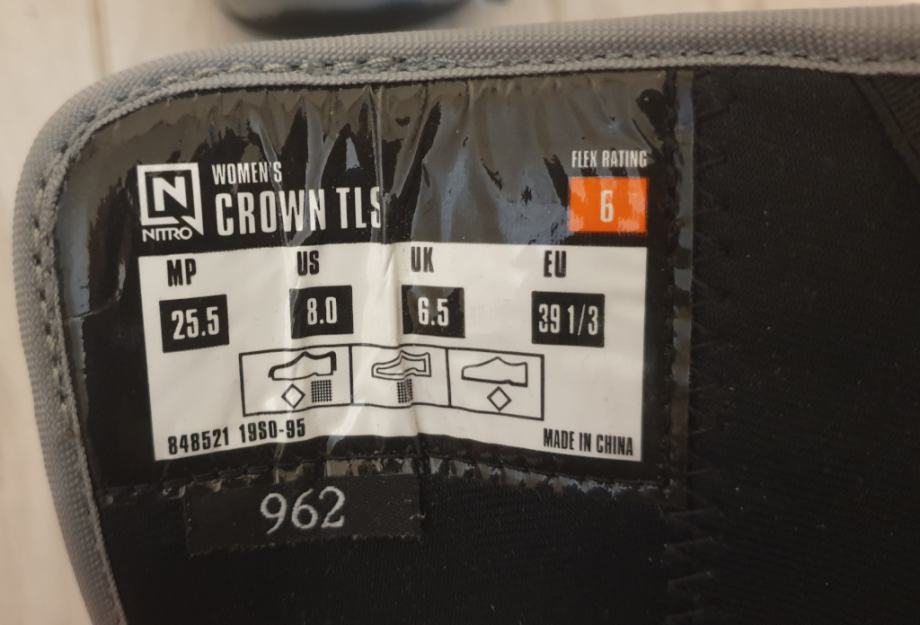 WOMEN'S
FLEX RATING
CROWN TLS
6
NITRO
MP US UK EU
25.5 8.0 6.5 39 1/3
848521 19SO-95
MADE IN CHINA
962